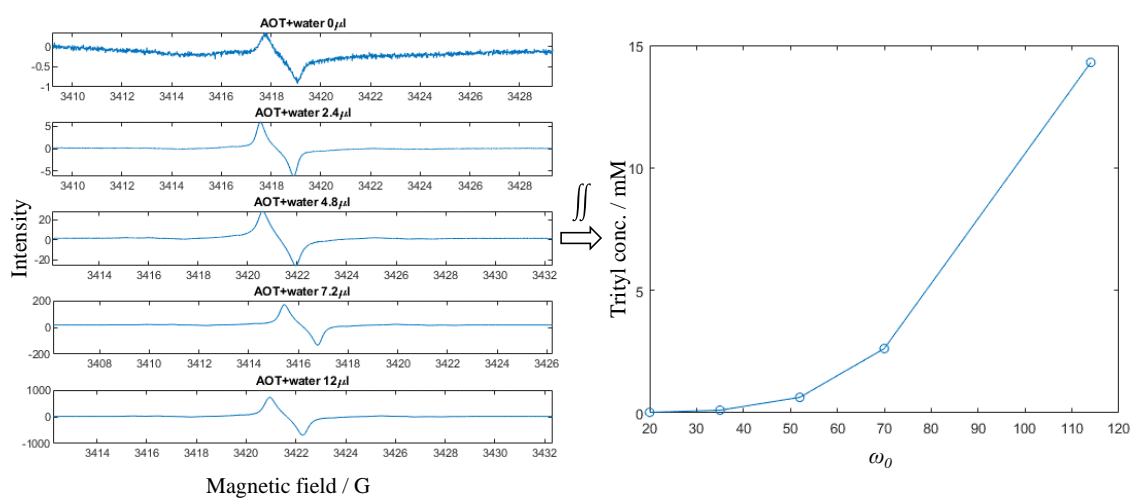 AOT+water 0μl
0
-0.5
-1
3410 3412 3414 3416 3418 3420 3422 3424 3426 3428
AOT+water 2.4μl
5
0
-5
3410 3412 3414 3416 3418 3420 3422 3424 3426 3428
AOT+water 4.8μl
20
0
-20
3414 3416 3418 3420 3422 3424 3426 3428 3430 3432
AOT+water 7.2μl
200
0
-200
3408 3410 3412 3414 3416 3418 3420 3422 3424 3426
AOT+water 12μl
1000
0
-1000
3414 3416 3418 3420 3422 3424 3426 3428 3430 3432
Intensity
Magnetic field / G
∬
Trityl conc. / mM
15
10
5
0
20 30 40 50 60 70 80 90 100 110 120
ω0